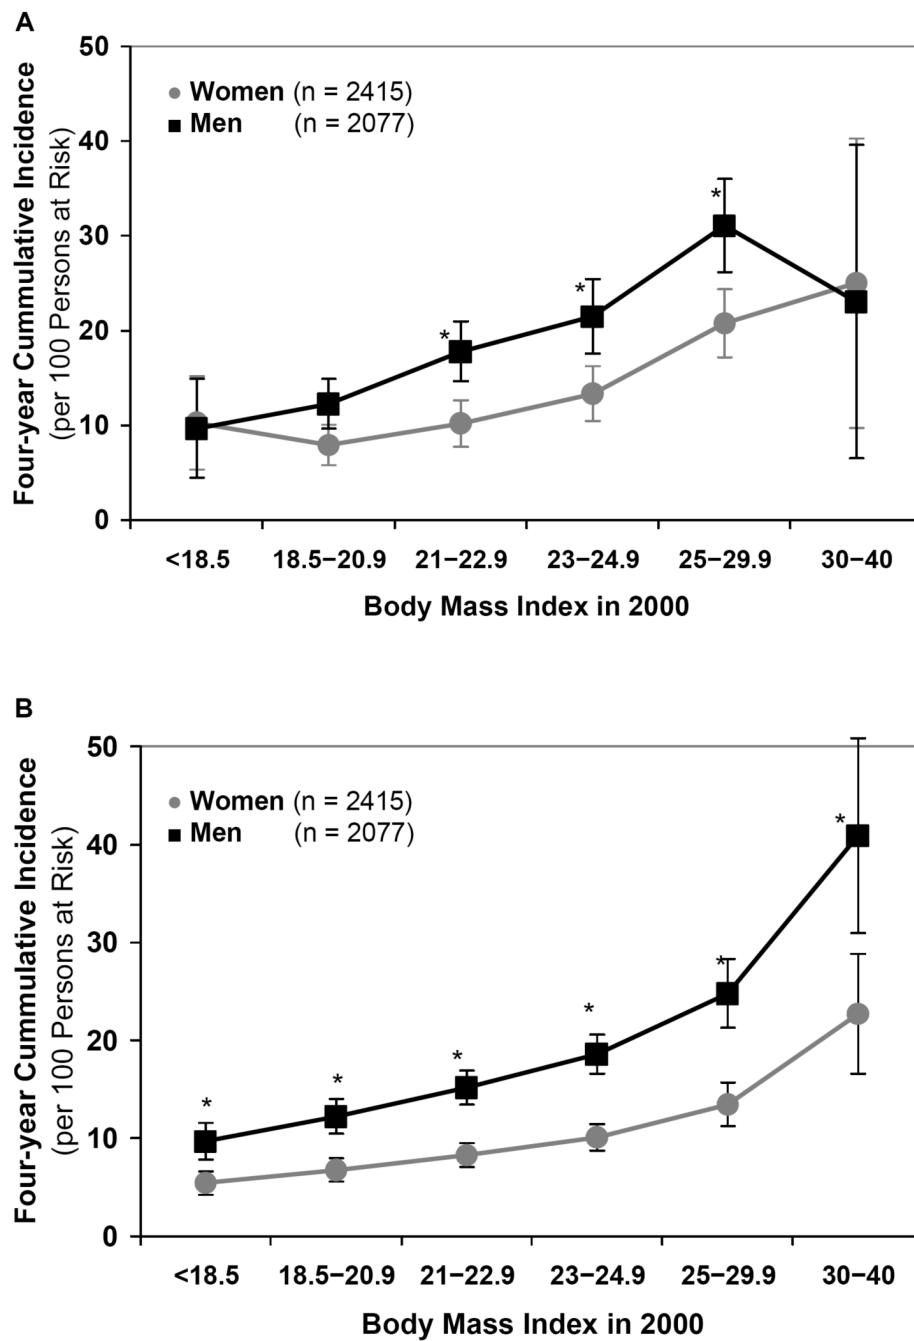 A
50
40
30
20
10
0
Four-year Cummulative Incidence
(per 100 Persons at Risk)
Women (n = 2415)
Men (n = 2077)
*
*
*
<18.5 18.5−20.9 21−22.9 23−24.9 25−29.9 30−40
Body Mass Index in 2000
B
50
40
30
20
10
0
Four-year Cummulative Incidence
(per 100 Persons at Risk)
Women (n = 2415)
Men (n = 2077)
*
*
*
*
*
*
<18.5 18.5−20.9 21−22.9 23−24.9 25−29.9 30−40
Body Mass Index in 2000